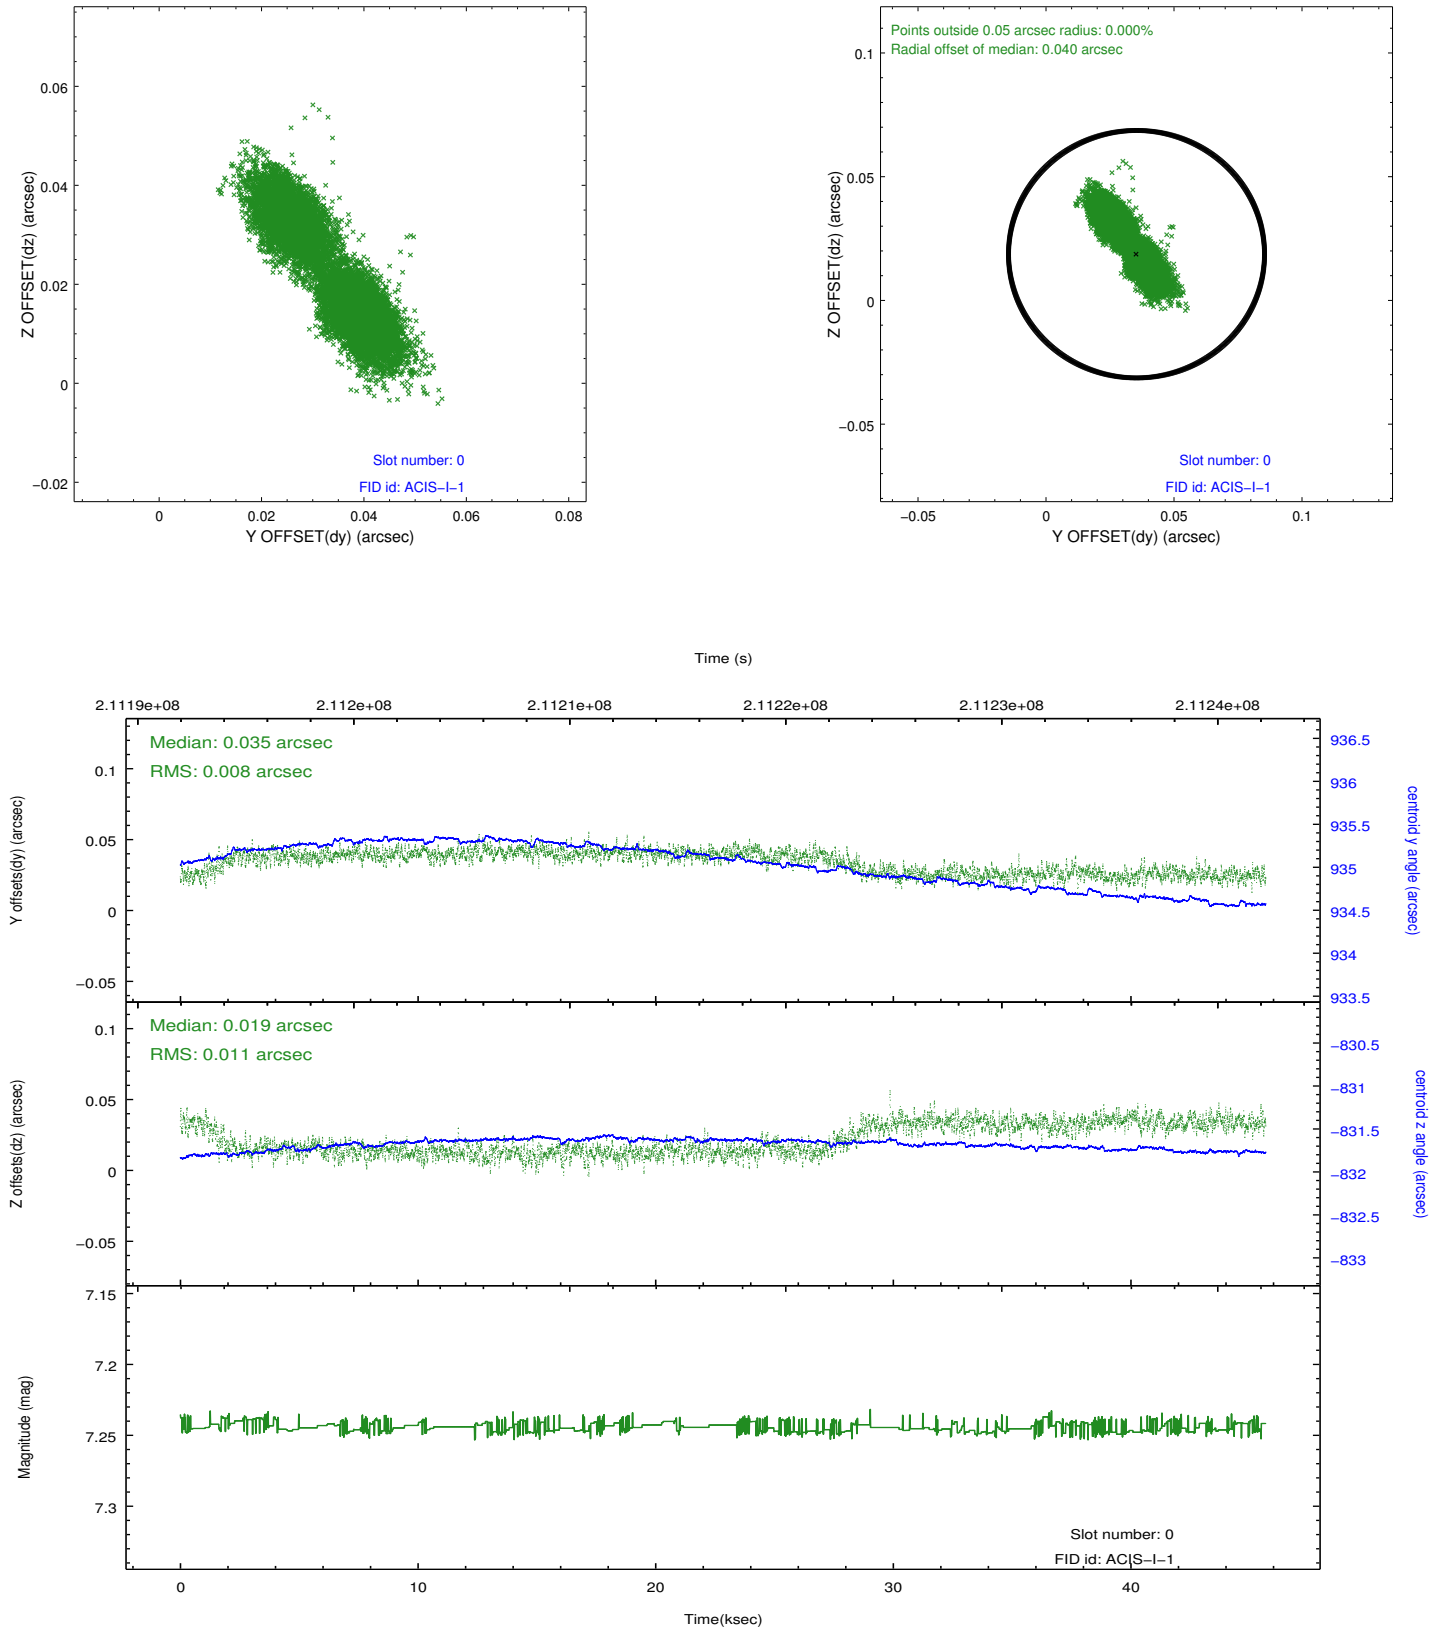 0.06
0.04
0.02
0
−0.02
Z OFFSET(dz) (arcsec)
Slot number: 0
FID id: ACIS−I−1
0
0.02
0.04
0.06
0.08
Y OFFSET(dy) (arcsec)
Points outside 0.05 arcsec radius: 0.000%
Radial offset of median: 0.040 arcsec
0.1
0.05
0
−0.05
Z OFFSET(dz) (arcsec)
Slot number: 0
FID id: ACIS−I−1
−0.05
0
0.05
0.1
Y OFFSET(dy) (arcsec)
Time (s)
2.1119e+08
2.112e+08
2.1121e+08
2.1122e+08
2.1123e+08
2.1124e+08
Median: 0.035 arcsec
RMS: 0.008 arcsec
0.1
0.05
0
−0.05
Y offsets(dy) (arcsec)
936.5
936
935.5
935
934.5
934
933.5
centroid y angle (arcsec)
Median: 0.019 arcsec
RMS: 0.011 arcsec
0.1
0.05
0
−0.05
Z offsets(dz) (arcsec)
−830.5
−831
−831.5
−832
−832.5
−833
centroid z angle (arcsec)
7.15
7.2
7.25
7.3
Magnitude (mag)
Slot number: 0
FID id: ACIS−I−1
0
10
20
30
40
Time(ksec)